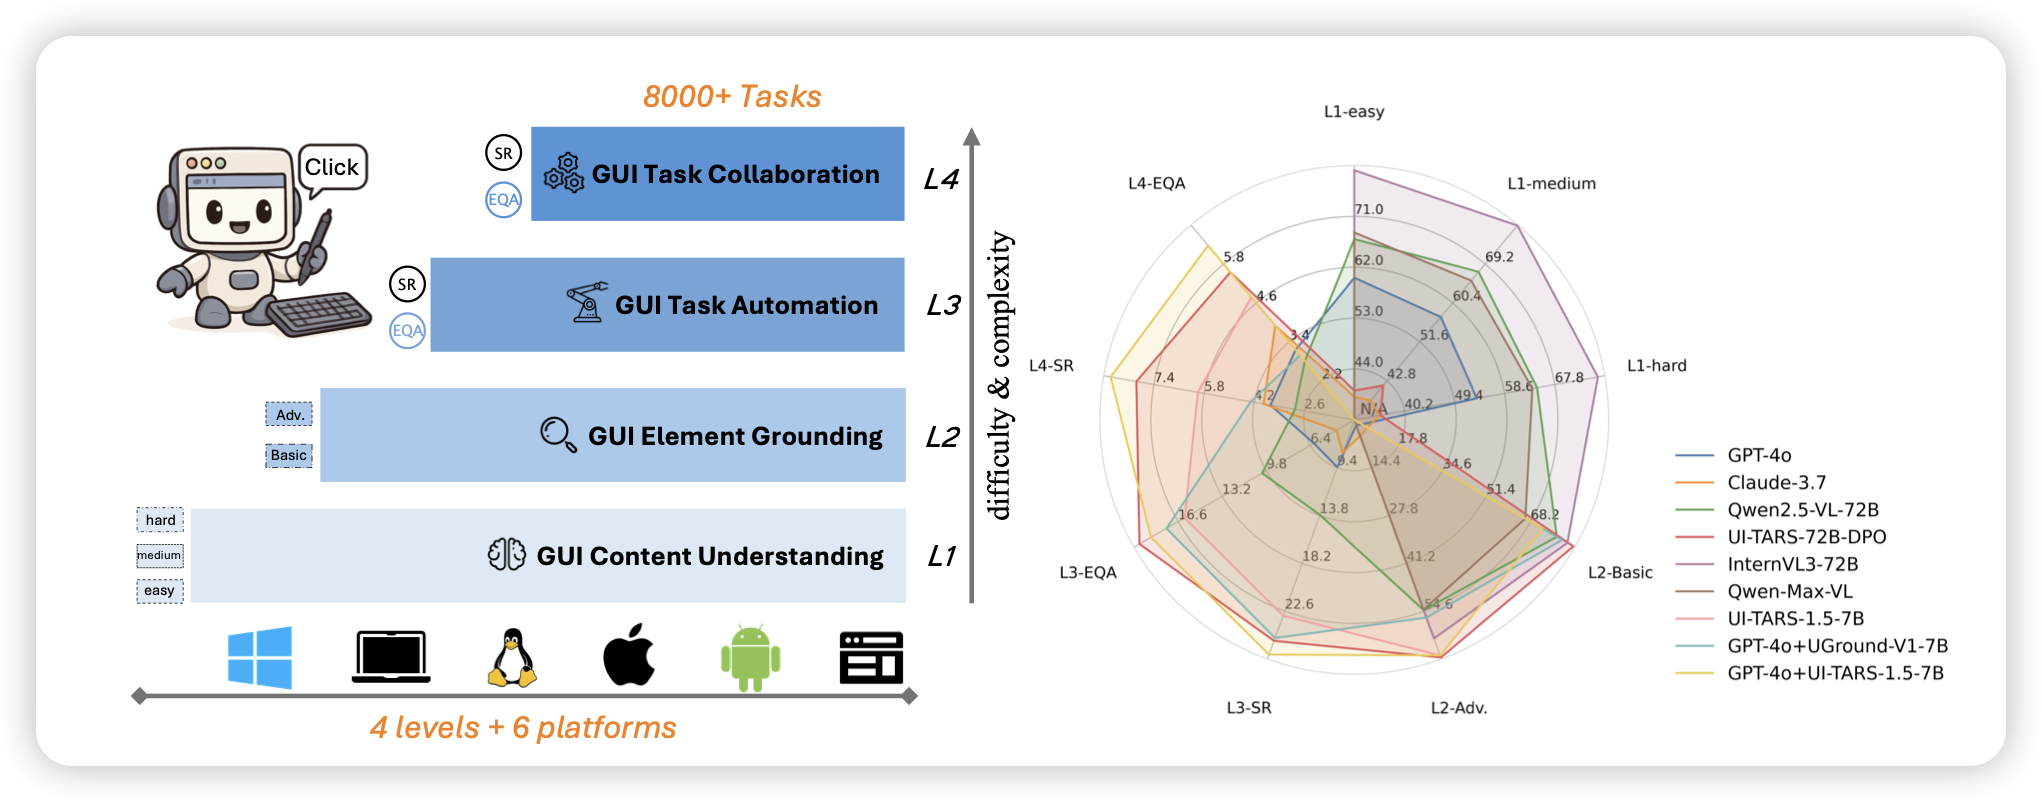 8000+ Tasks
Click
SR
EQA
GUI Task Collaboration
L4
SR
EQA
GUI Task Automation
L3
Adv.
Basic
GUI Element Grounding
L2
hard
medium
easy
GUI Content Understanding
L1
difficulty & complexity
4 levels + 6 platforms
L1-easy
L1-medium
L1-hard
L2-Basic
L2-Adv.
L3-SR
L3-EQA
L4-SR
L4-EQA
71.0
62.0
53.0
44.0
69.2
60.4
51.6
42.8
67.8
58.6
49.4
40.2
17.8
34.6
51.4
68.2
14.4
27.8
41.2
54.6
9.4
13.8
18.2
22.6
6.4
9.8
13.2
16.6
2.6
4.2
5.8
7.4
2.2
3.4
4.6
5.8
N/A
GPT-4o
Claude-3.7
Qwen2.5-VL-72B
UI-TARS-72B-DPO
InternVL3-72B
Qwen-Max-VL
UI-TARS-1.5-7B
GPT-4o+UGround-V1-7B
GPT-4o+UI-TARS-1.5-7B